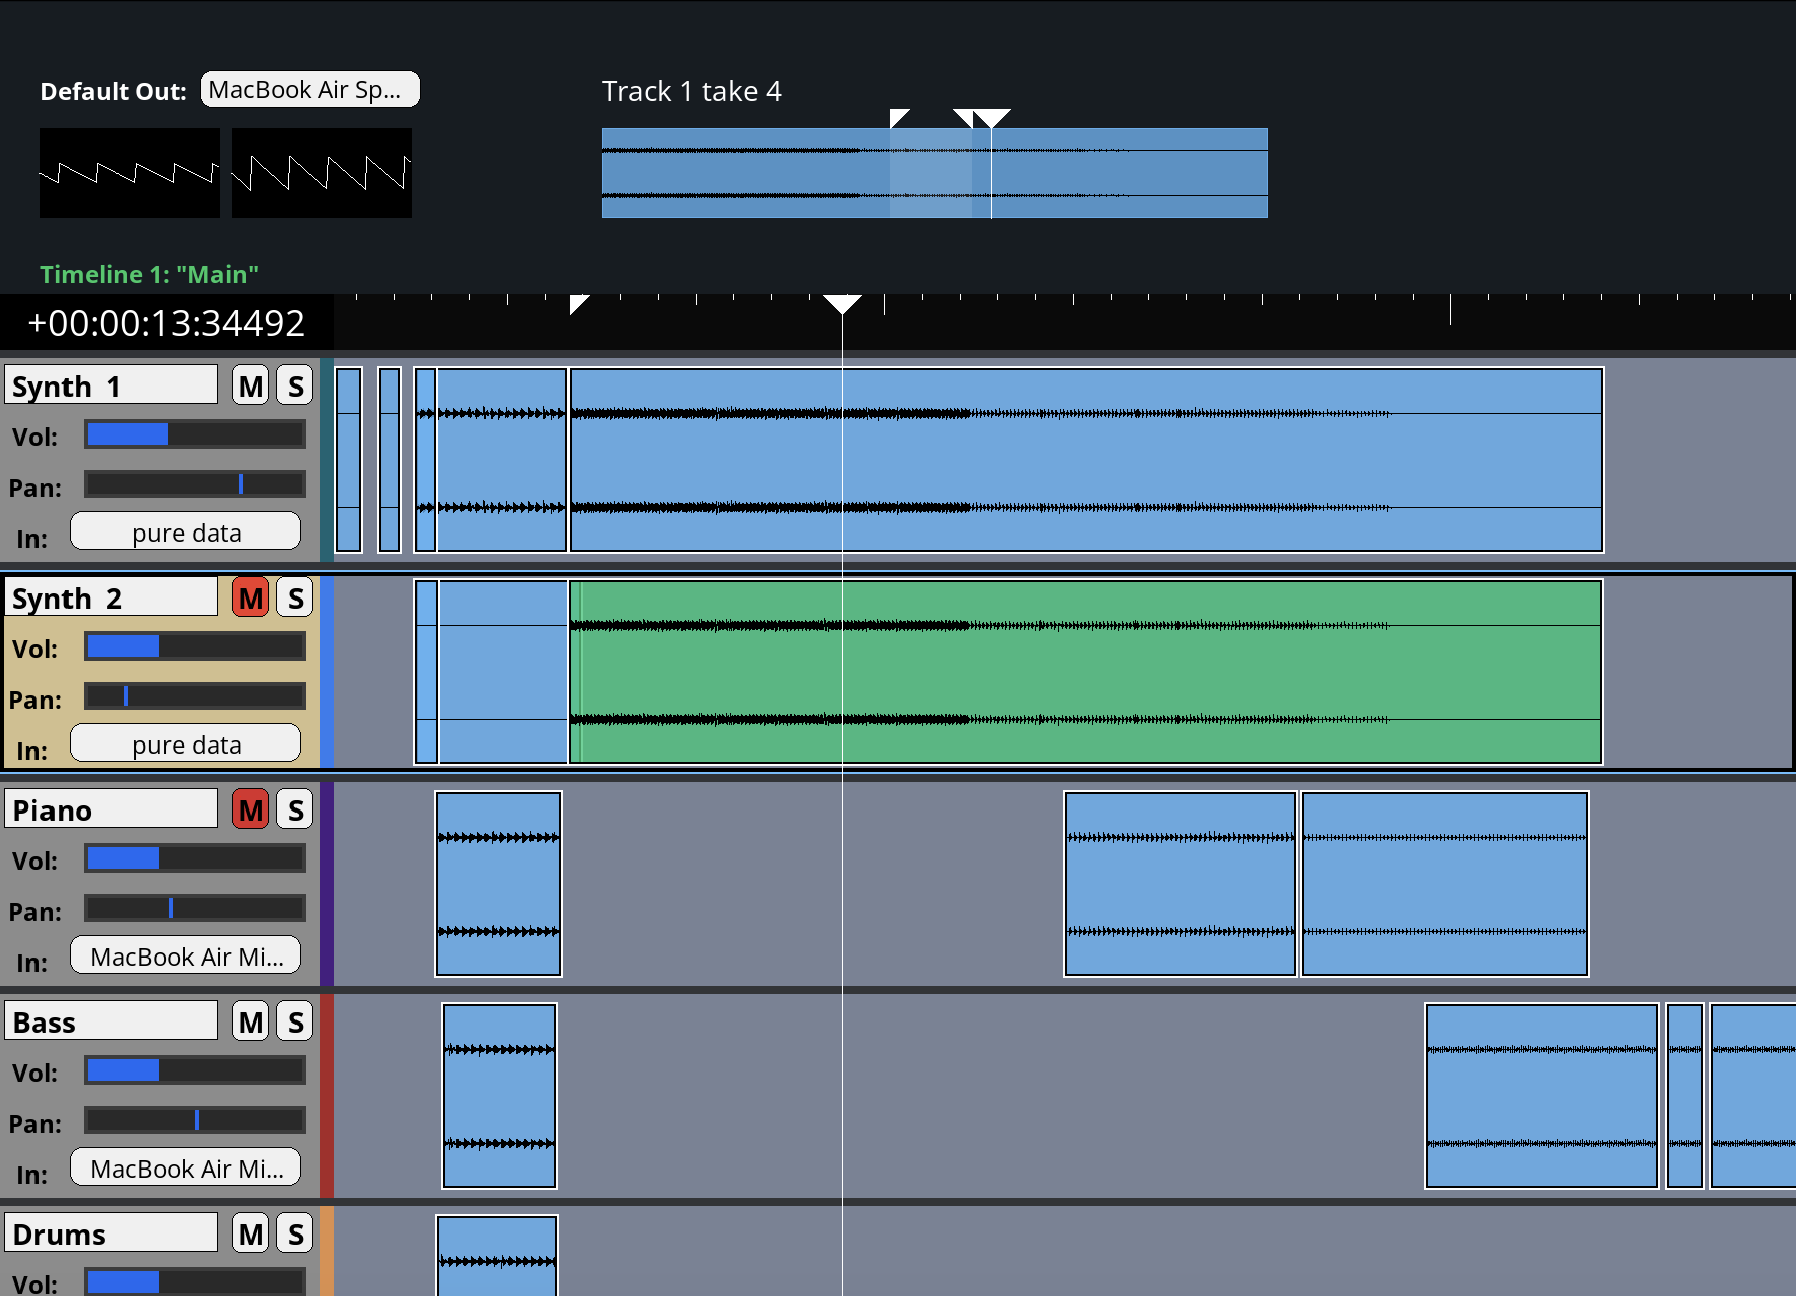 Default Out: MacBook Air Sp...
Track 1 take 4
Timeline 1: "Main"
+00:00:13:34492
Synth 1 M S
Vol:
Pan:
In: pure data
Synth 2 M S
Vol:
Pan:
In: pure data
Piano M S
Vol:
Pan:
In: MacBook Air Mi...
Bass M S
Vol:
Pan:
In: MacBook Air Mi...
Drums M S
Vol: